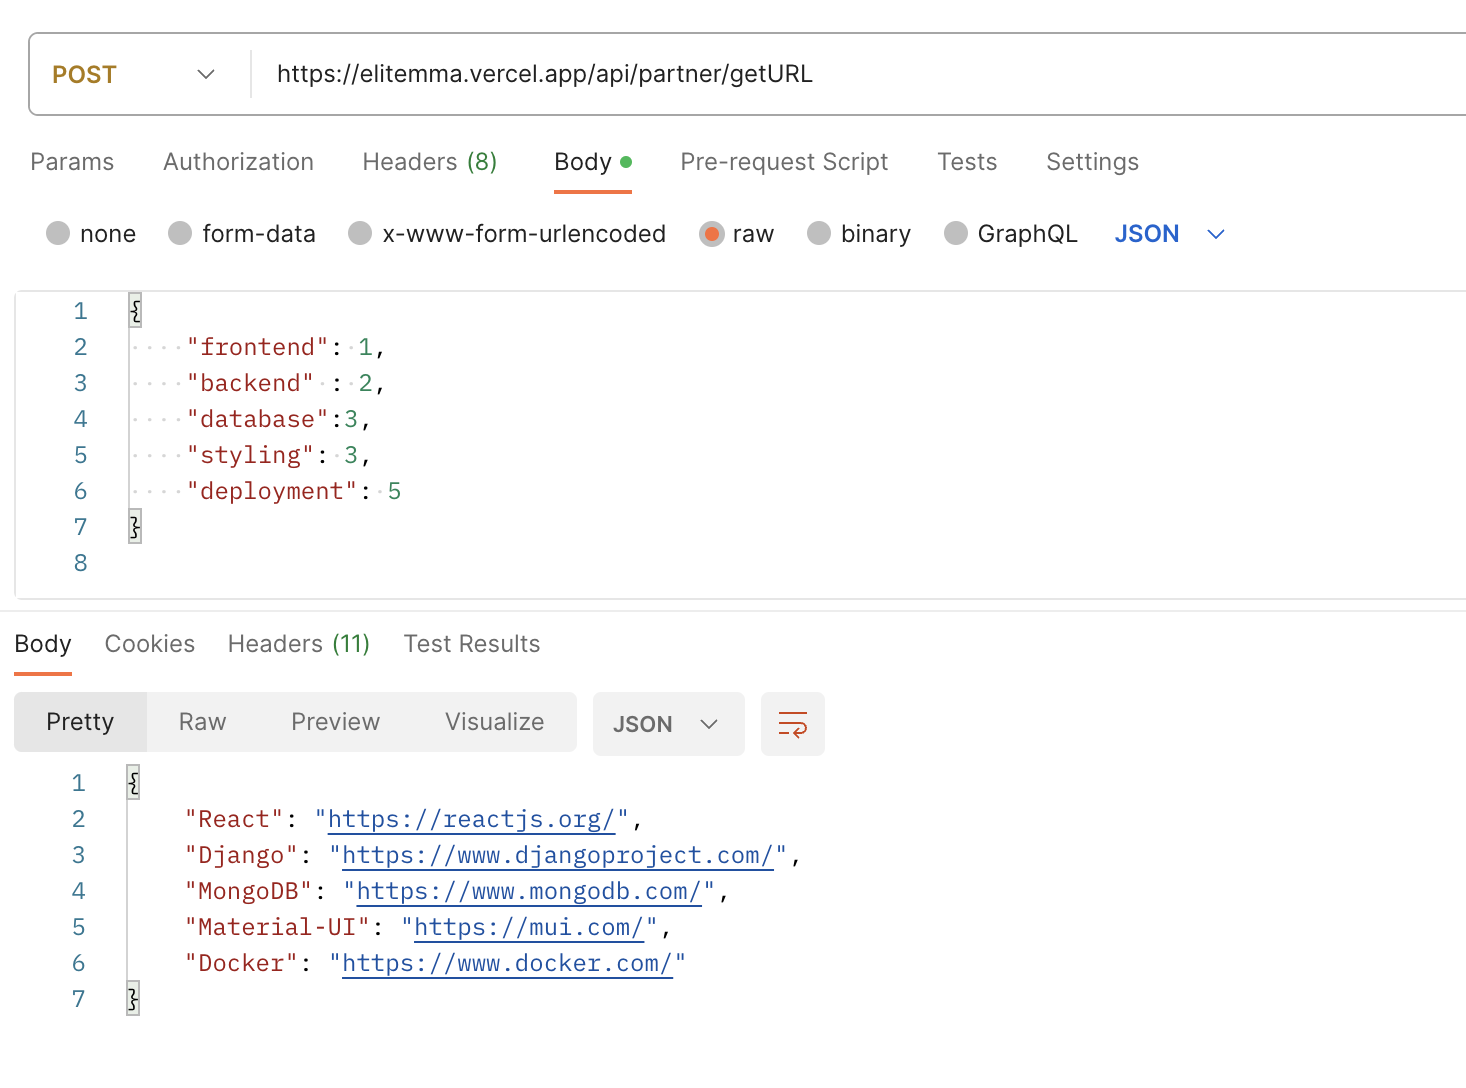 POST https://elitemma.vercel.app/api/partner/getURL
Params Authorization Headers (8) Body Pre-request Script Tests Settings
none form-data x-www-form-urlencoded raw binary GraphQL JSON
1 {
2 "frontend": 1,
3 "backend" : 2,
4 "database":3,
5 "styling": 3,
6 "deployment": 5
7 }
8
Body Cookies Headers (11) Test Results
Pretty Raw Preview Visualize JSON
1 {
2 "React": "https://reactjs.org/",
3 "Django": "https://www.djangoproject.com/",
4 "MongoDB": "https://www.mongodb.com/",
5 "Material-UI": "https://mui.com/",
6 "Docker": "https://www.docker.com/"
7 }